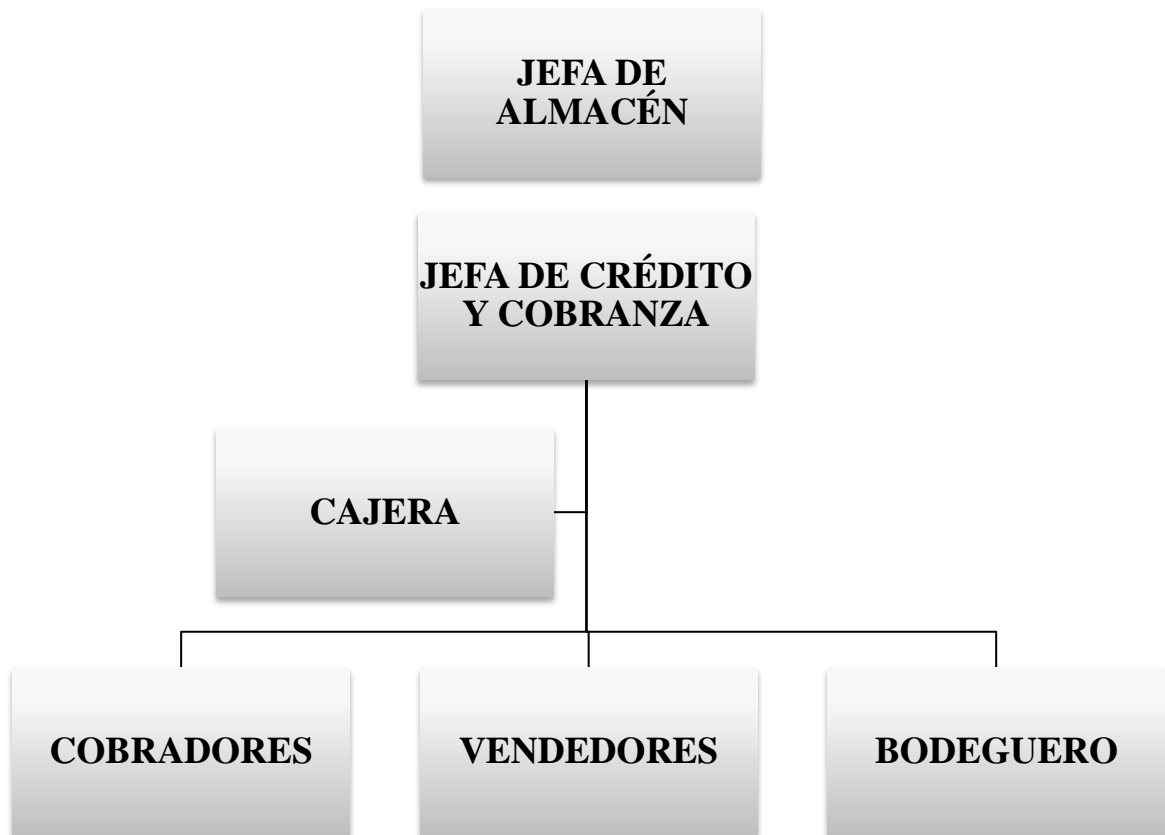 JEFA DE
ALMACÉN
JEFA DE CRÉDITO
Y COBRANZA
CAJERA
COBRADORES
VENDEDORES
BODEGUERO